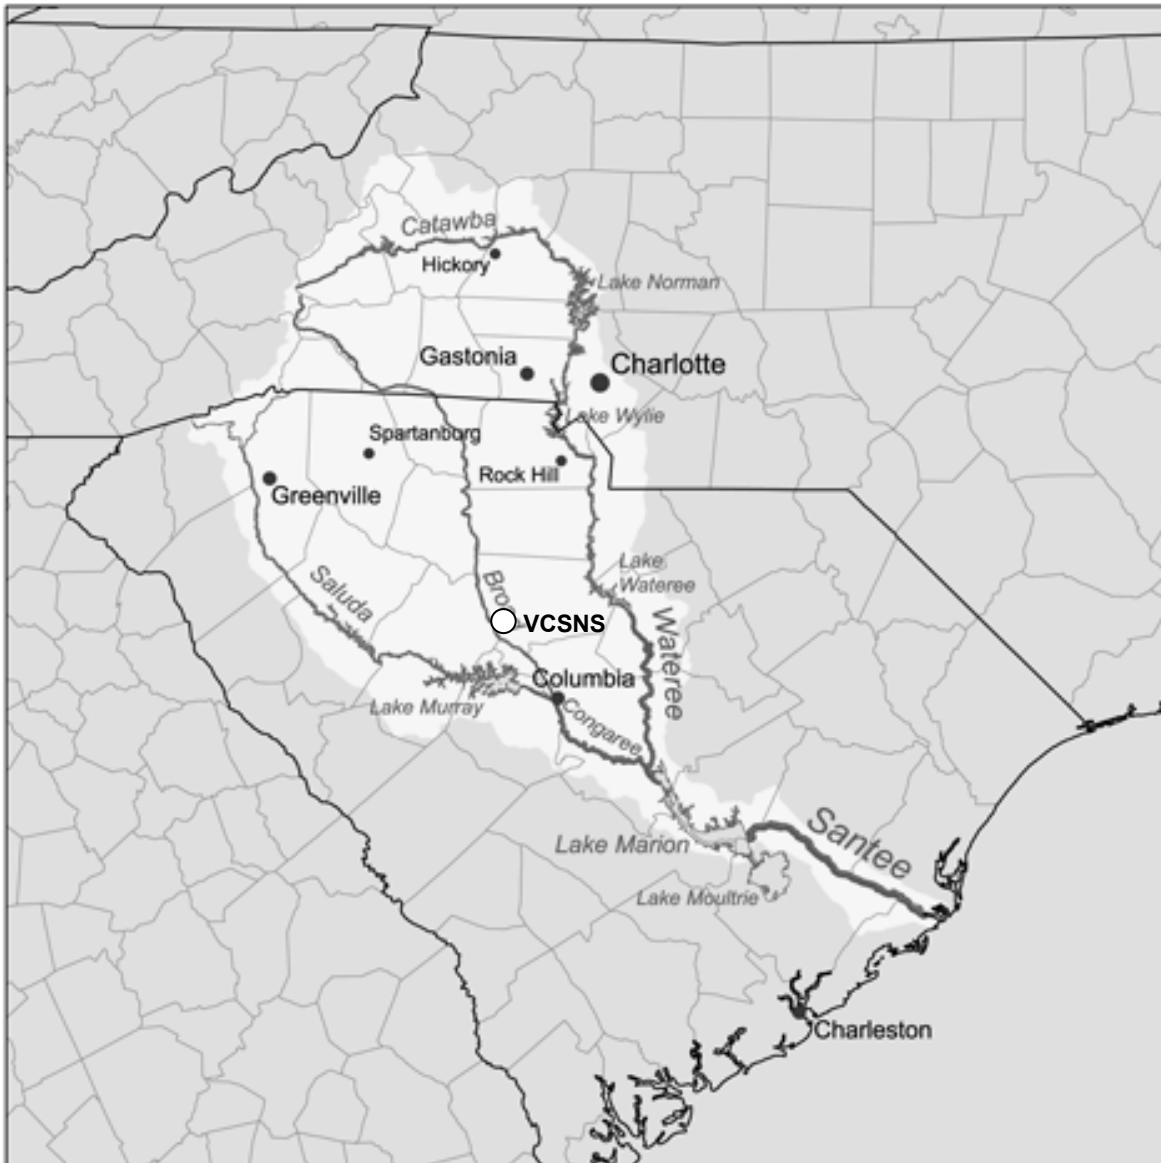 Catawba
Hickory
Lake Norman
Gastonia
Charlotte
Lake Wylie
Spartanburg
Rock Hill
Greenville
Lake
Wateree
Saluda
Bro
VCSNS
Wateree
Columbia
Lake Murray
Congaree
Santee
Lake Marion
Lake Moultrie
Charleston